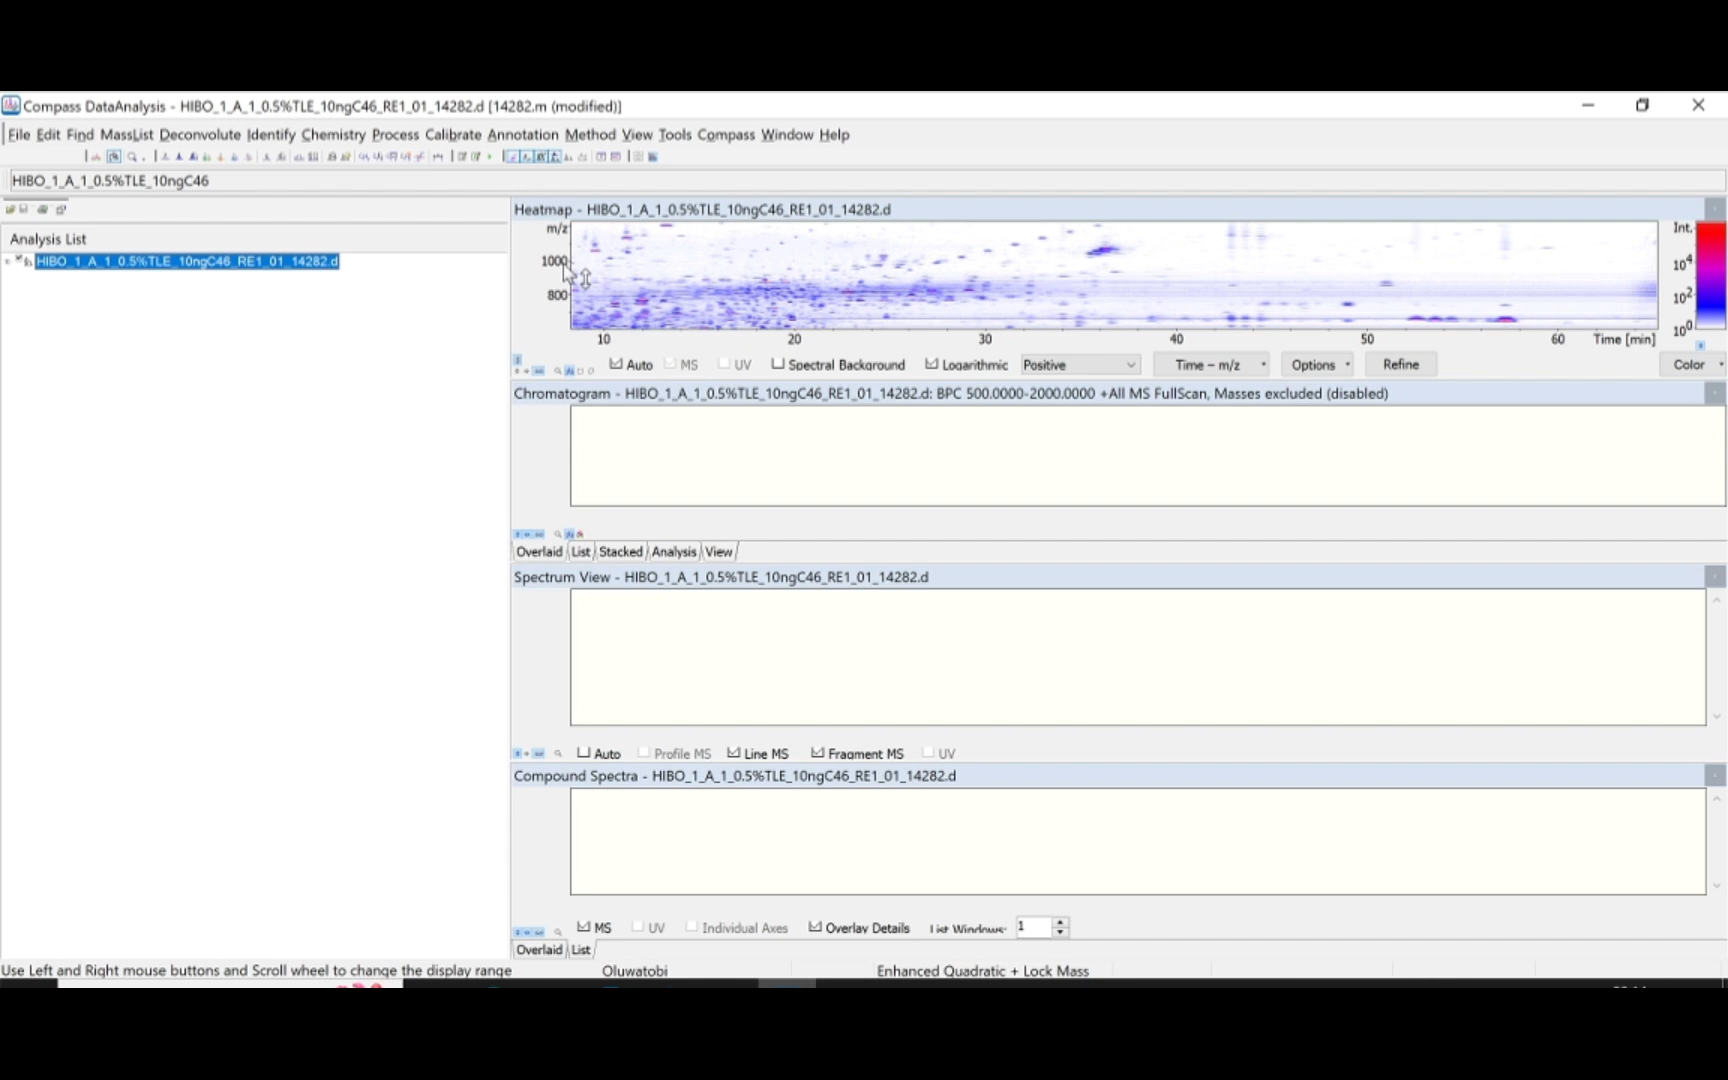 Compass DataAnalysis - HIBO_1_A_1_0.5%TLE_10ngC46_RE1_01_14282.d [14282.m (modified)]
File Edit Find MassList Deconvolute Identify Chemistry Process Calibrate Annotation Method View Tools Compass Window Help
HIBO_1_A_1_0.5%TLE_10ngC46
Analysis List
HIBO_1_A_1_0.5%TLE_10ngC46_RE1_01_14282.d
Heatmap - HIBO_1_A_1_0.5%TLE_10ngC46_RE1_01_14282.d
m/z
1000
800
Int.
10^4
10^2
10^0
10 20 30 40 50 60 Time [min]
Auto MS UV Spectral Background Logarithmic Positive Time – m/z Options Refine Color
Chromatogram - HIBO_1_A_1_0.5%TLE_10ngC46_RE1_01_14282.d: BPC 500.0000-2000.0000 +All MS FullScan, Masses excluded (disabled)
Overlaid List Stacked Analysis View
Spectrum View - HIBO_1_A_1_0.5%TLE_10ngC46_RE1_01_14282.d
Auto Profile MS Line MS Fragment MS UV
Compound Spectra - HIBO_1_A_1_0.5%TLE_10ngC46_RE1_01_14282.d
MS UV Individual Axes Overlay Details List Windows: 1
Overlaid List
Use Left and Right mouse buttons and Scroll wheel to change the display range
Oluwatobi
Enhanced Quadratic + Lock Mass